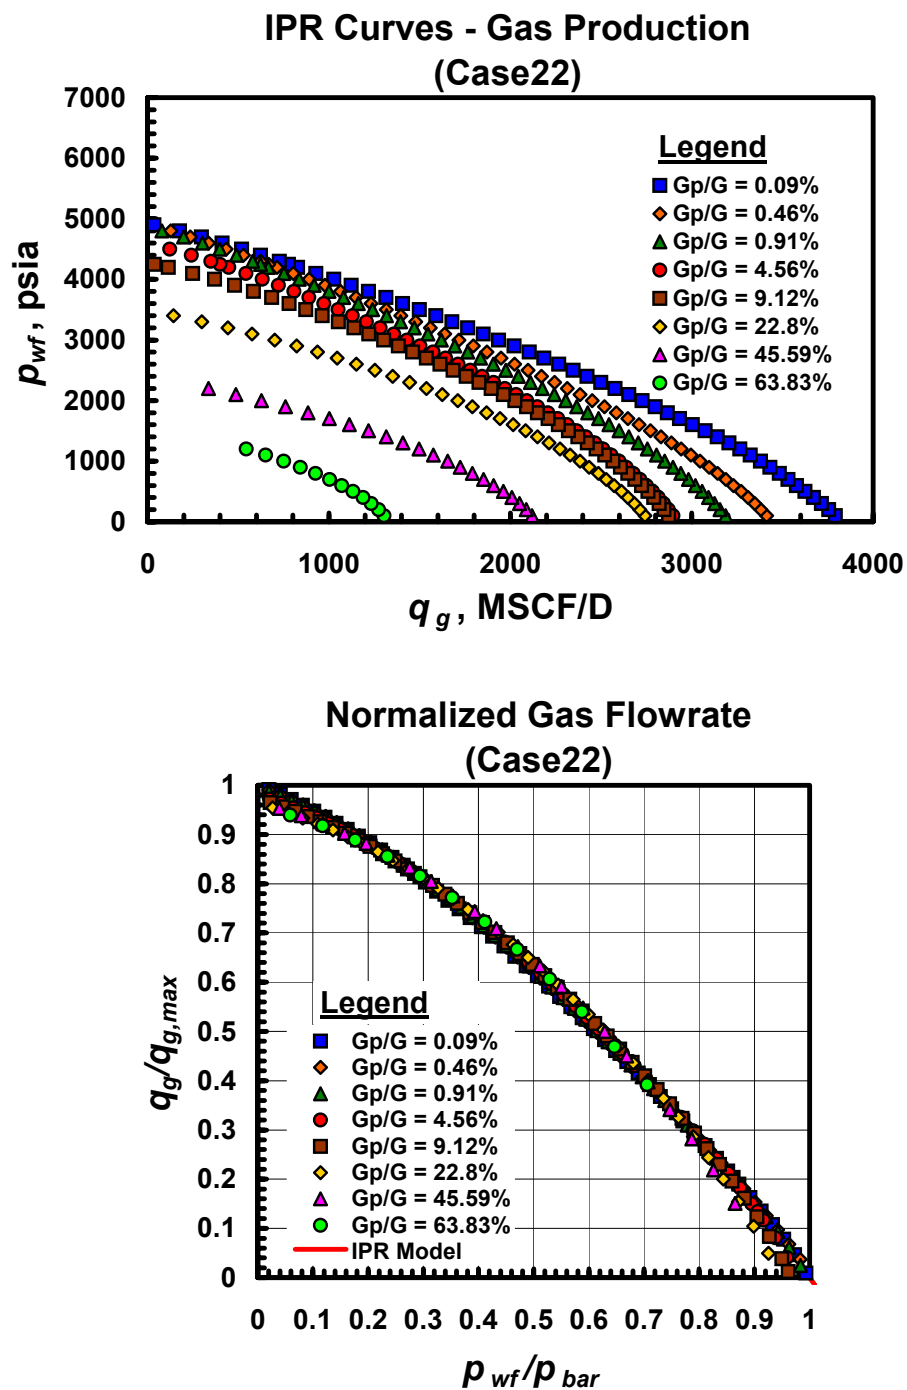 IPR Curves - Gas Production
(Case22)
7000
6000
5000
4000
3000
2000
1000
0
p wf , psia
Legend
Gp/G = 0.09%
Gp/G = 0.46%
Gp/G = 0.91%
Gp/G = 4.56%
Gp/G = 9.12%
Gp/G = 22.8%
Gp/G = 45.59%
Gp/G = 63.83%
0 1000 2000 3000 4000
q g , MSCF/D
Normalized Gas Flowrate
(Case22)
1
0.9
0.8
0.7
0.6
0.5
0.4
0.3
0.2
0.1
0
q g /q g,max
Legend
Gp/G = 0.09%
Gp/G = 0.46%
Gp/G = 0.91%
Gp/G = 4.56%
Gp/G = 9.12%
Gp/G = 22.8%
Gp/G = 45.59%
Gp/G = 63.83%
IPR Model
0 0.1 0.2 0.3 0.4 0.5 0.6 0.7 0.8 0.9 1
p wf /p bar